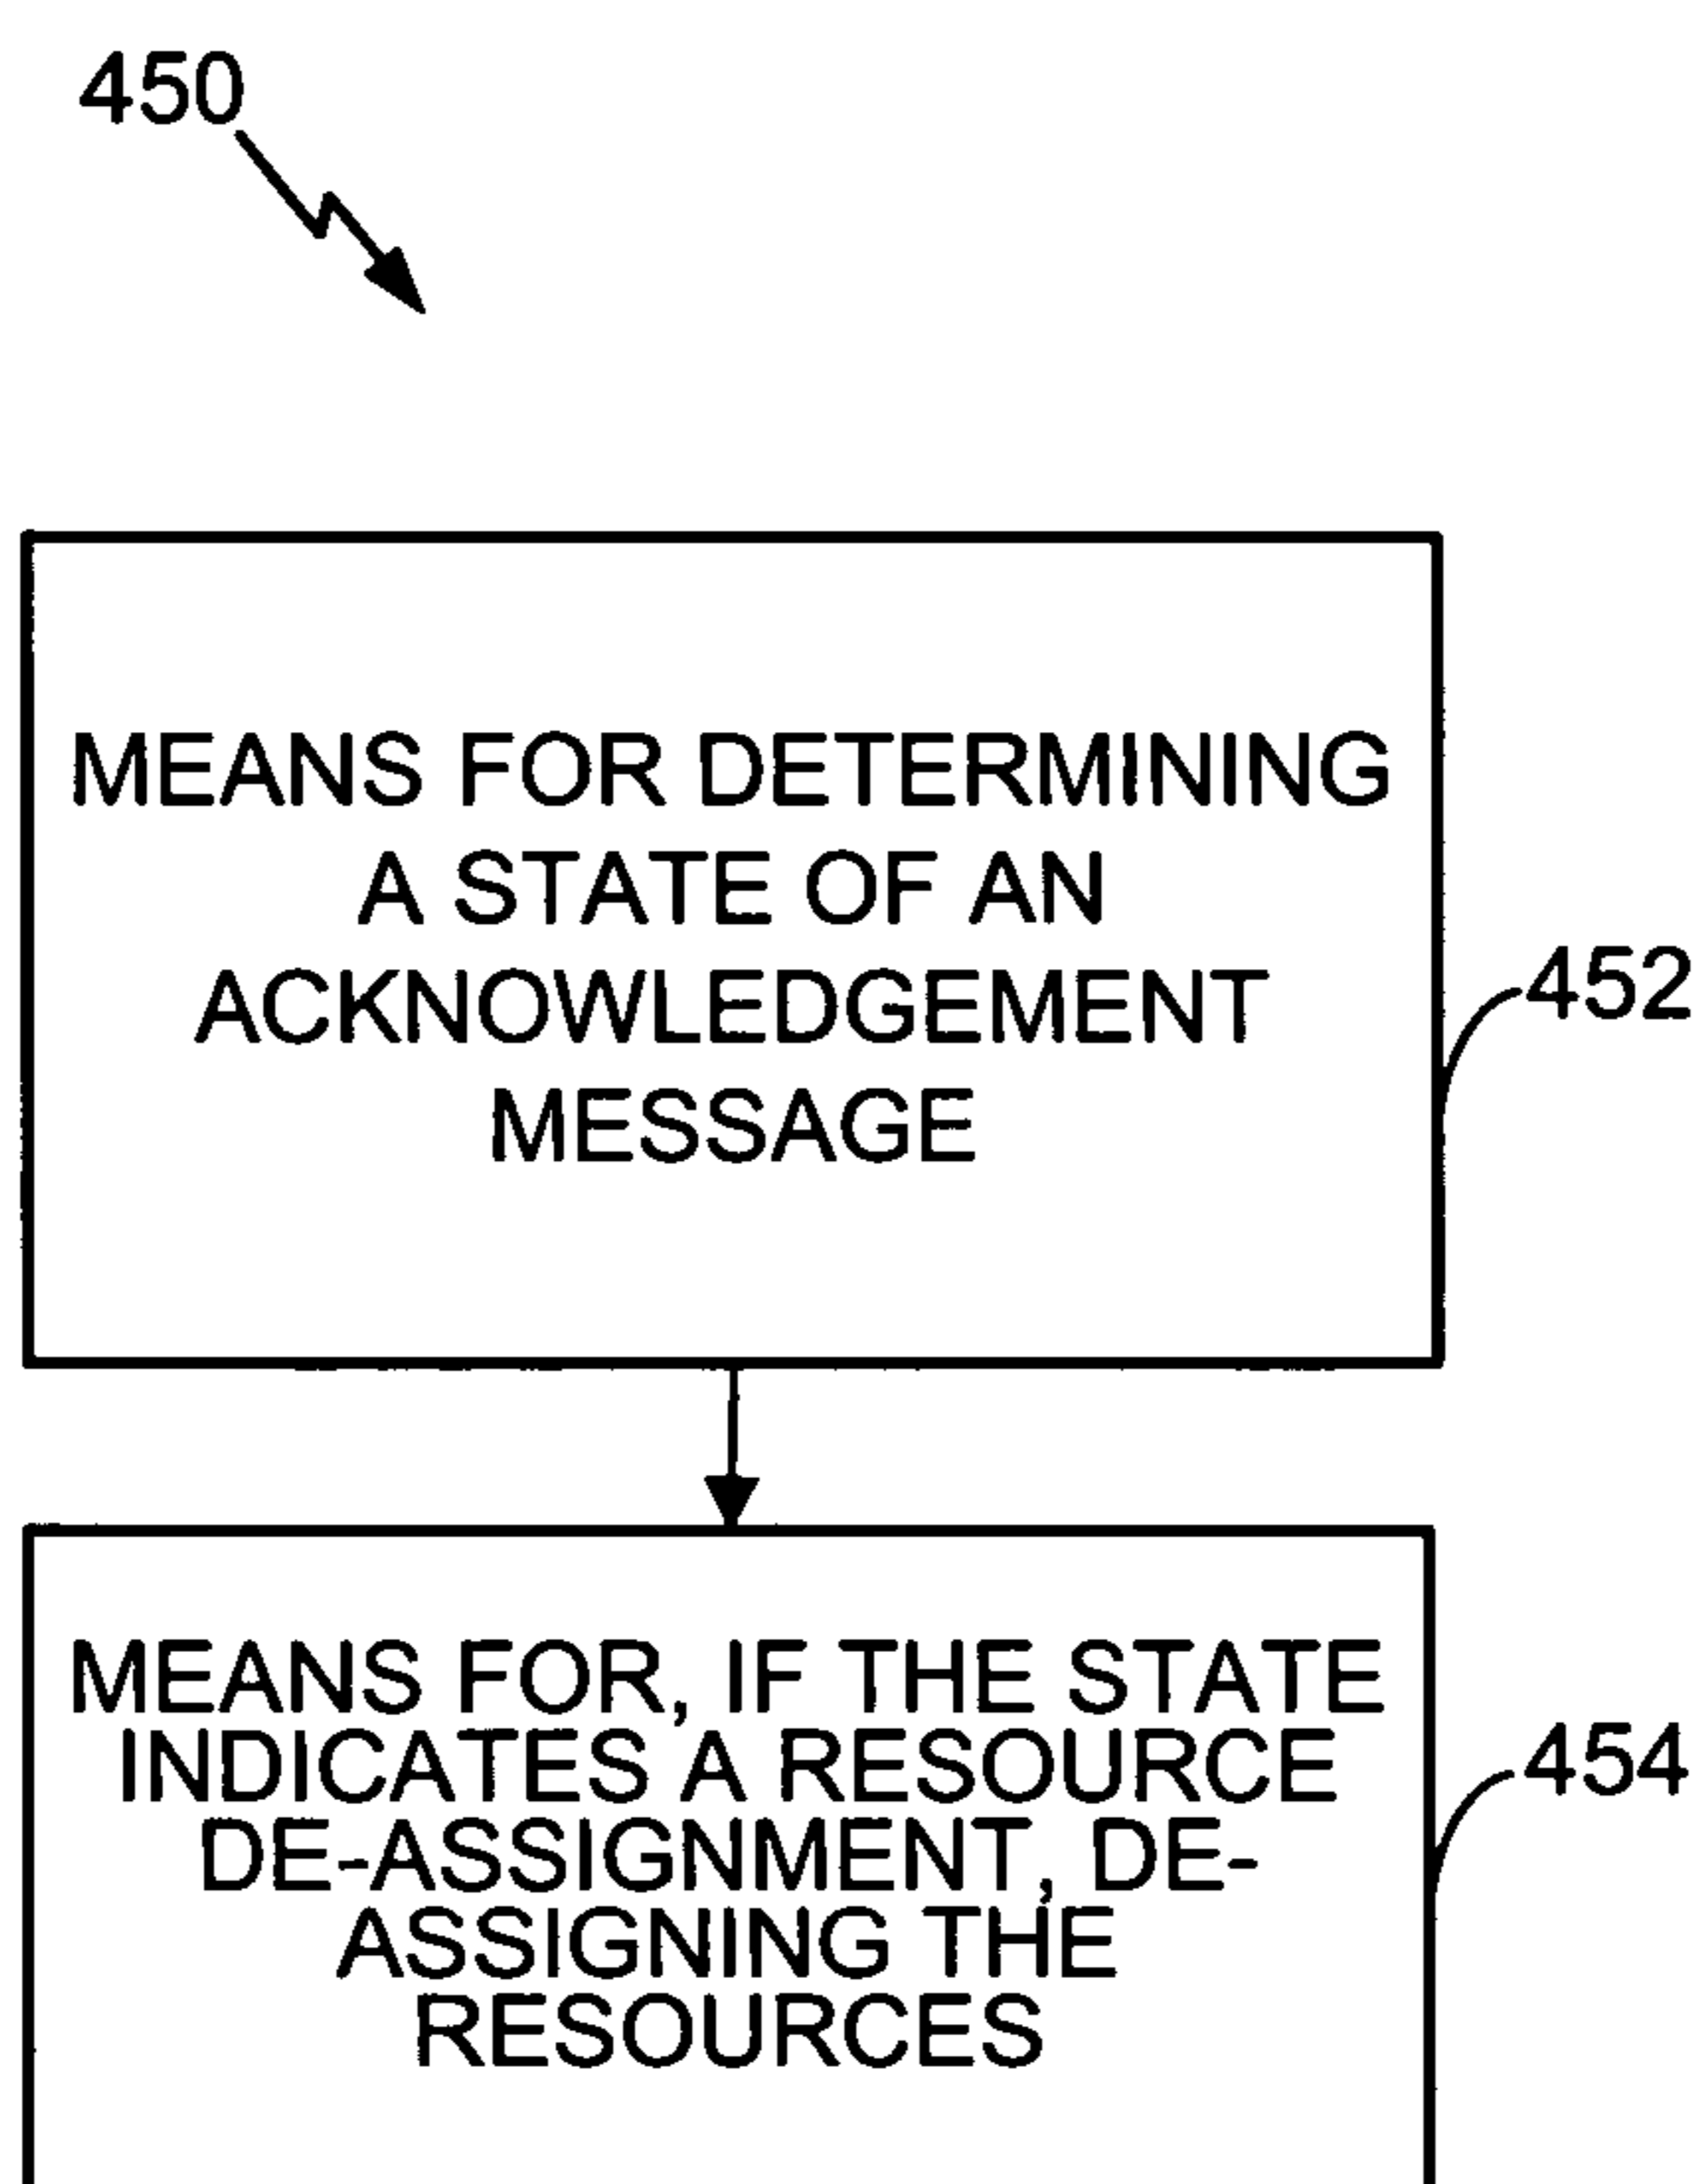 450
MEANS FOR DETERMINING
A STATE OF AN
ACKNOWLEDGEMENT
MESSAGE
452
MEANS FOR, IF THE STATE
INDICATES A RESOURCE
DE-ASSIGNMENT, DE-
ASSIGNING THE
RESOURCES
454